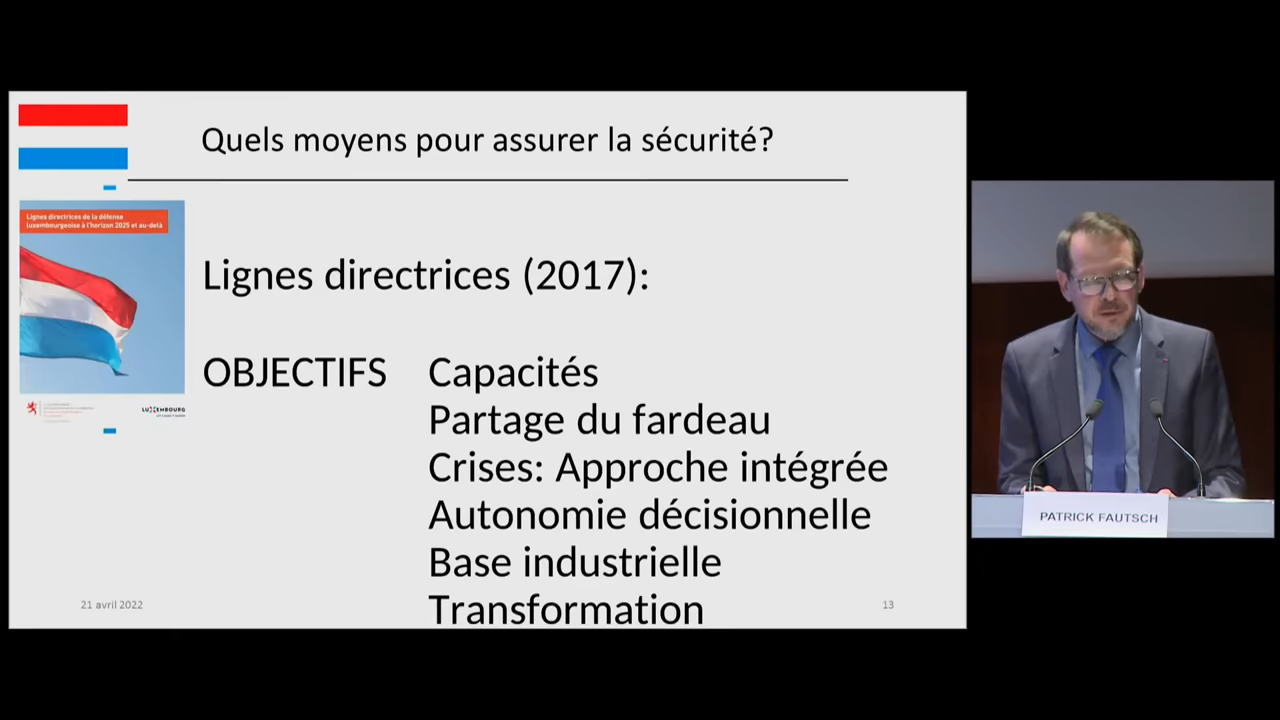 Quels moyens pour assurer la sécurité?
Lignes directrices de la défense
luxembourgeoise à l'horizon 2025 et au-delà
Lignes directrices (2017):
OBJECTIFS Capacités
Partage du fardeau
Crises: Approche intégrée
Autonomie décisionnelle
Base industrielle
Transformation
LUXEMBOURG
21 avril 2022
13
PATRICK FAUTSCH